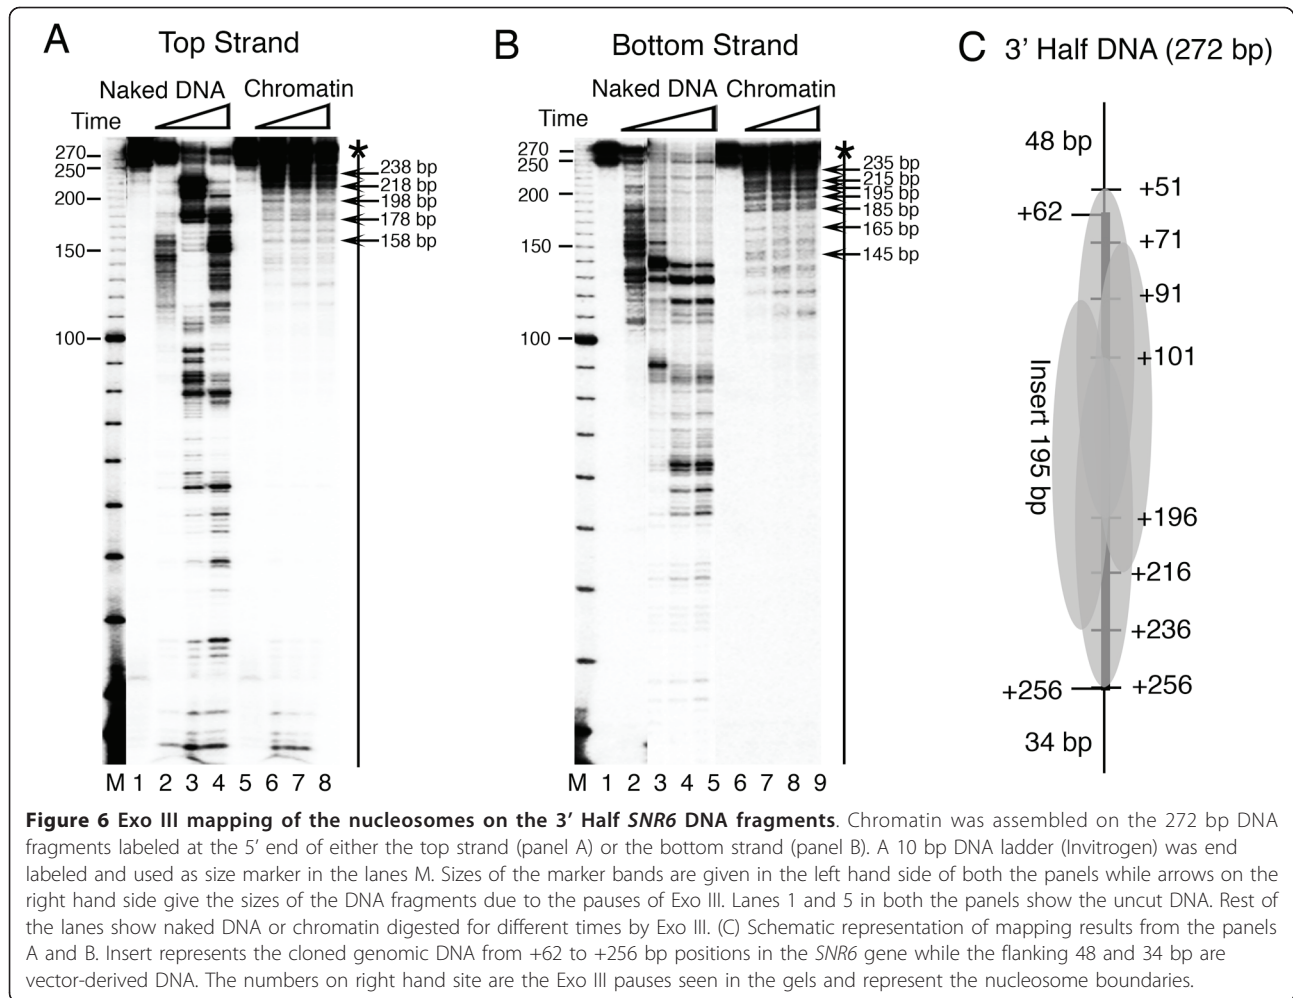 A
Top Strand
Naked DNA
Chromatin
Time
270
250
200
150
100
*
238 bp
218 bp
198 bp
178 bp
158 bp
M 1 2 3 4 5 6 7 8
B
Bottom Strand
Naked DNA
Chromatin
Time
270
260
200
150
100
*
235 bp
215 bp
195 bp
185 bp
165 bp
145 bp
M 1 2 3 4 5 6 7 8 9
C 3’ Half DNA (272 bp)
48 bp
+51
+62
+71
+91
+101
Insert 195 bp
+196
+216
+236
+256
+256
34 bp
Figure 6 Exo III mapping of the nucleosomes on the 3’ Half SNR6 DNA fragments. Chromatin was assembled on the 272 bp DNA
fragments labeled at the 5’ end of either the top strand (panel A) or the bottom strand (panel B). A 10 bp DNA ladder (Invitrogen) was end
labeled and used as size marker in the lanes M. Sizes of the marker bands are given in the left hand side of both the panels while arrows on the
right hand side give the sizes of the DNA fragments due to the pauses of Exo III. Lanes 1 and 5 in both the panels show the uncut DNA. Rest of
the lanes show naked DNA or chromatin digested for different times by Exo III. (C) Schematic representation of mapping results from the panels
A and B. Insert represents the cloned genomic DNA from +62 to +256 bp positions in the SNR6 gene while the flanking 48 and 34 bp are
vector-derived DNA. The numbers on right hand site are the Exo III pauses seen in the gels and represent the nucleosome boundaries.